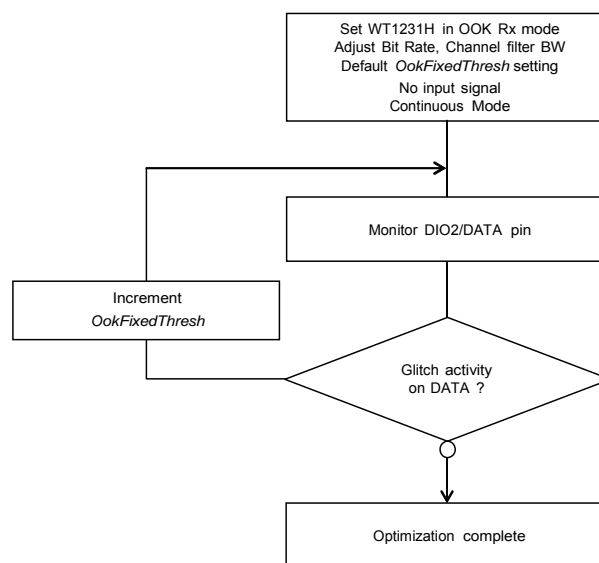 Set WT1231H in OOK Rx mode
Adjust Bit Rate, Channel filter BW
Default OokFixedThresh setting
No input signal
Continuous Mode
Monitor DIO2/DATA pin
Increment
OokFixedThresh
Glitch activity
on DATA ?
Optimization complete